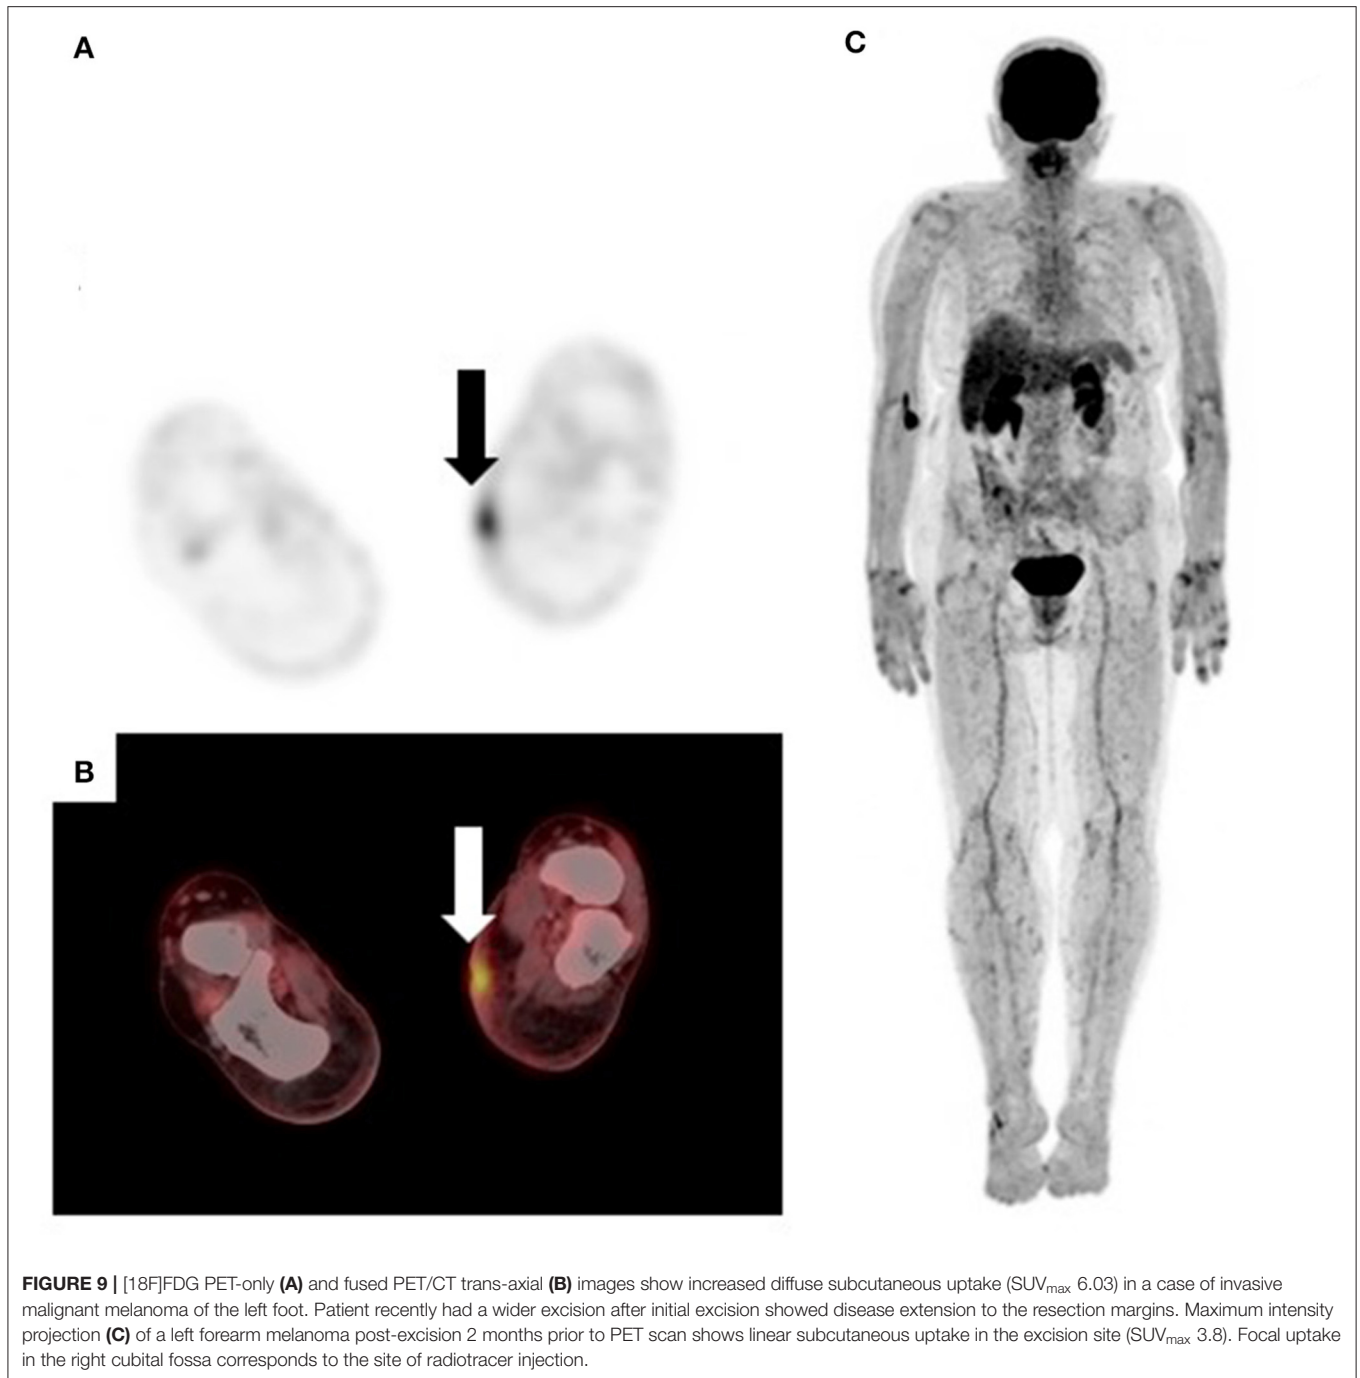 A
C
B
FIGURE 9 | [18F]FDG PET-only (A) and fused PET/CT trans-axial (B) images show increased diffuse subcutaneous uptake (SUVmax 6.03) in a case of invasive
malignant melanoma of the left foot. Patient recently had a wider excision after initial excision showed disease extension to the resection margins. Maximum intensity
projection (C) of a left forearm melanoma post-excision 2 months prior to PET scan shows linear subcutaneous uptake in the excision site (SUVmax 3.8). Focal uptake
in the right cubital fossa corresponds to the site of radiotracer injection.